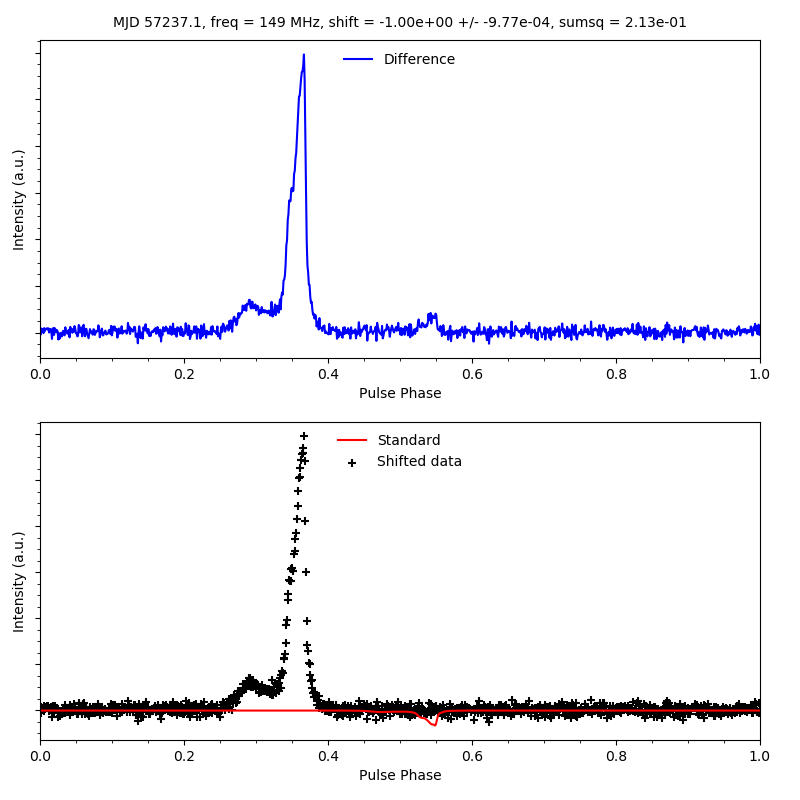 MJD 57237.1, freq = 149 MHz, shift = -1.00e+00 +/- -9.77e-04, sumsq = 2.13e-01
Difference
Intensity (a.u.)
0.0 0.2 0.4 0.6 0.8 1.0
Pulse Phase
Standard
Shifted data
Intensity (a.u.)
0.0 0.2 0.4 0.6 0.8 1.0
Pulse Phase